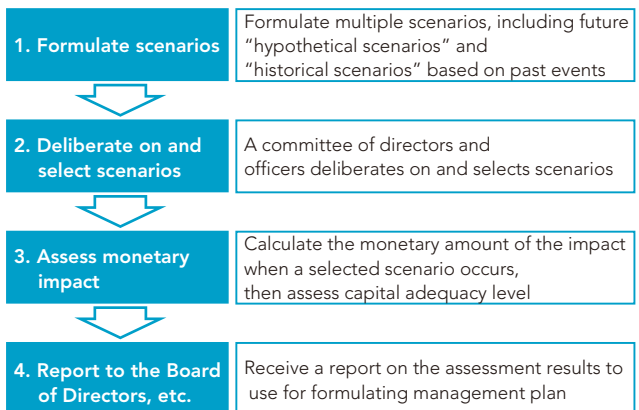 1. Formulate scenarios
Formulate multiple scenarios, including future
“hypothetical scenarios” and
“historical scenarios” based on past events
2. Deliberate on and
select scenarios
A committee of directors and
officers deliberates on and selects scenarios
3. Assess monetary
impact
Calculate the monetary amount of the impact
when a selected scenario occurs,
then assess capital adequacy level
4. Report to the Board
of Directors, etc.
Receive a report on the assessment results to
use for formulating management plan